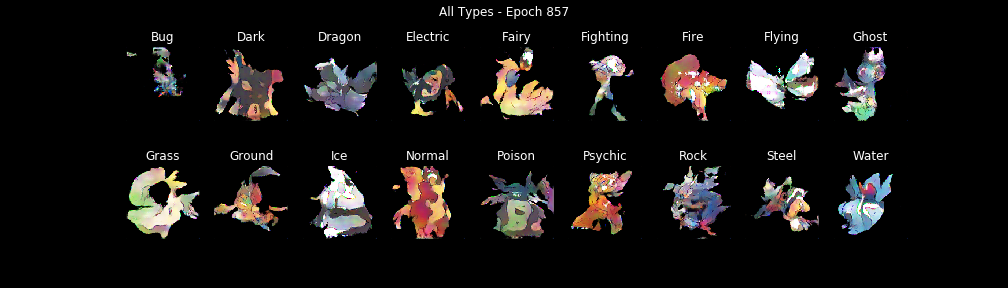 All Types - Epoch 857
Bug Dark Dragon Electric Fairy Fighting Fire Flying Ghost
Grass Ground Ice Normal Poison Psychic Rock Steel Water